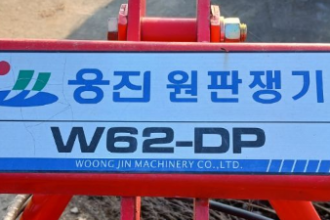 웅진 원판쟁기
W62-DP
WOONG JIN MACHINERY CO.,LTD.